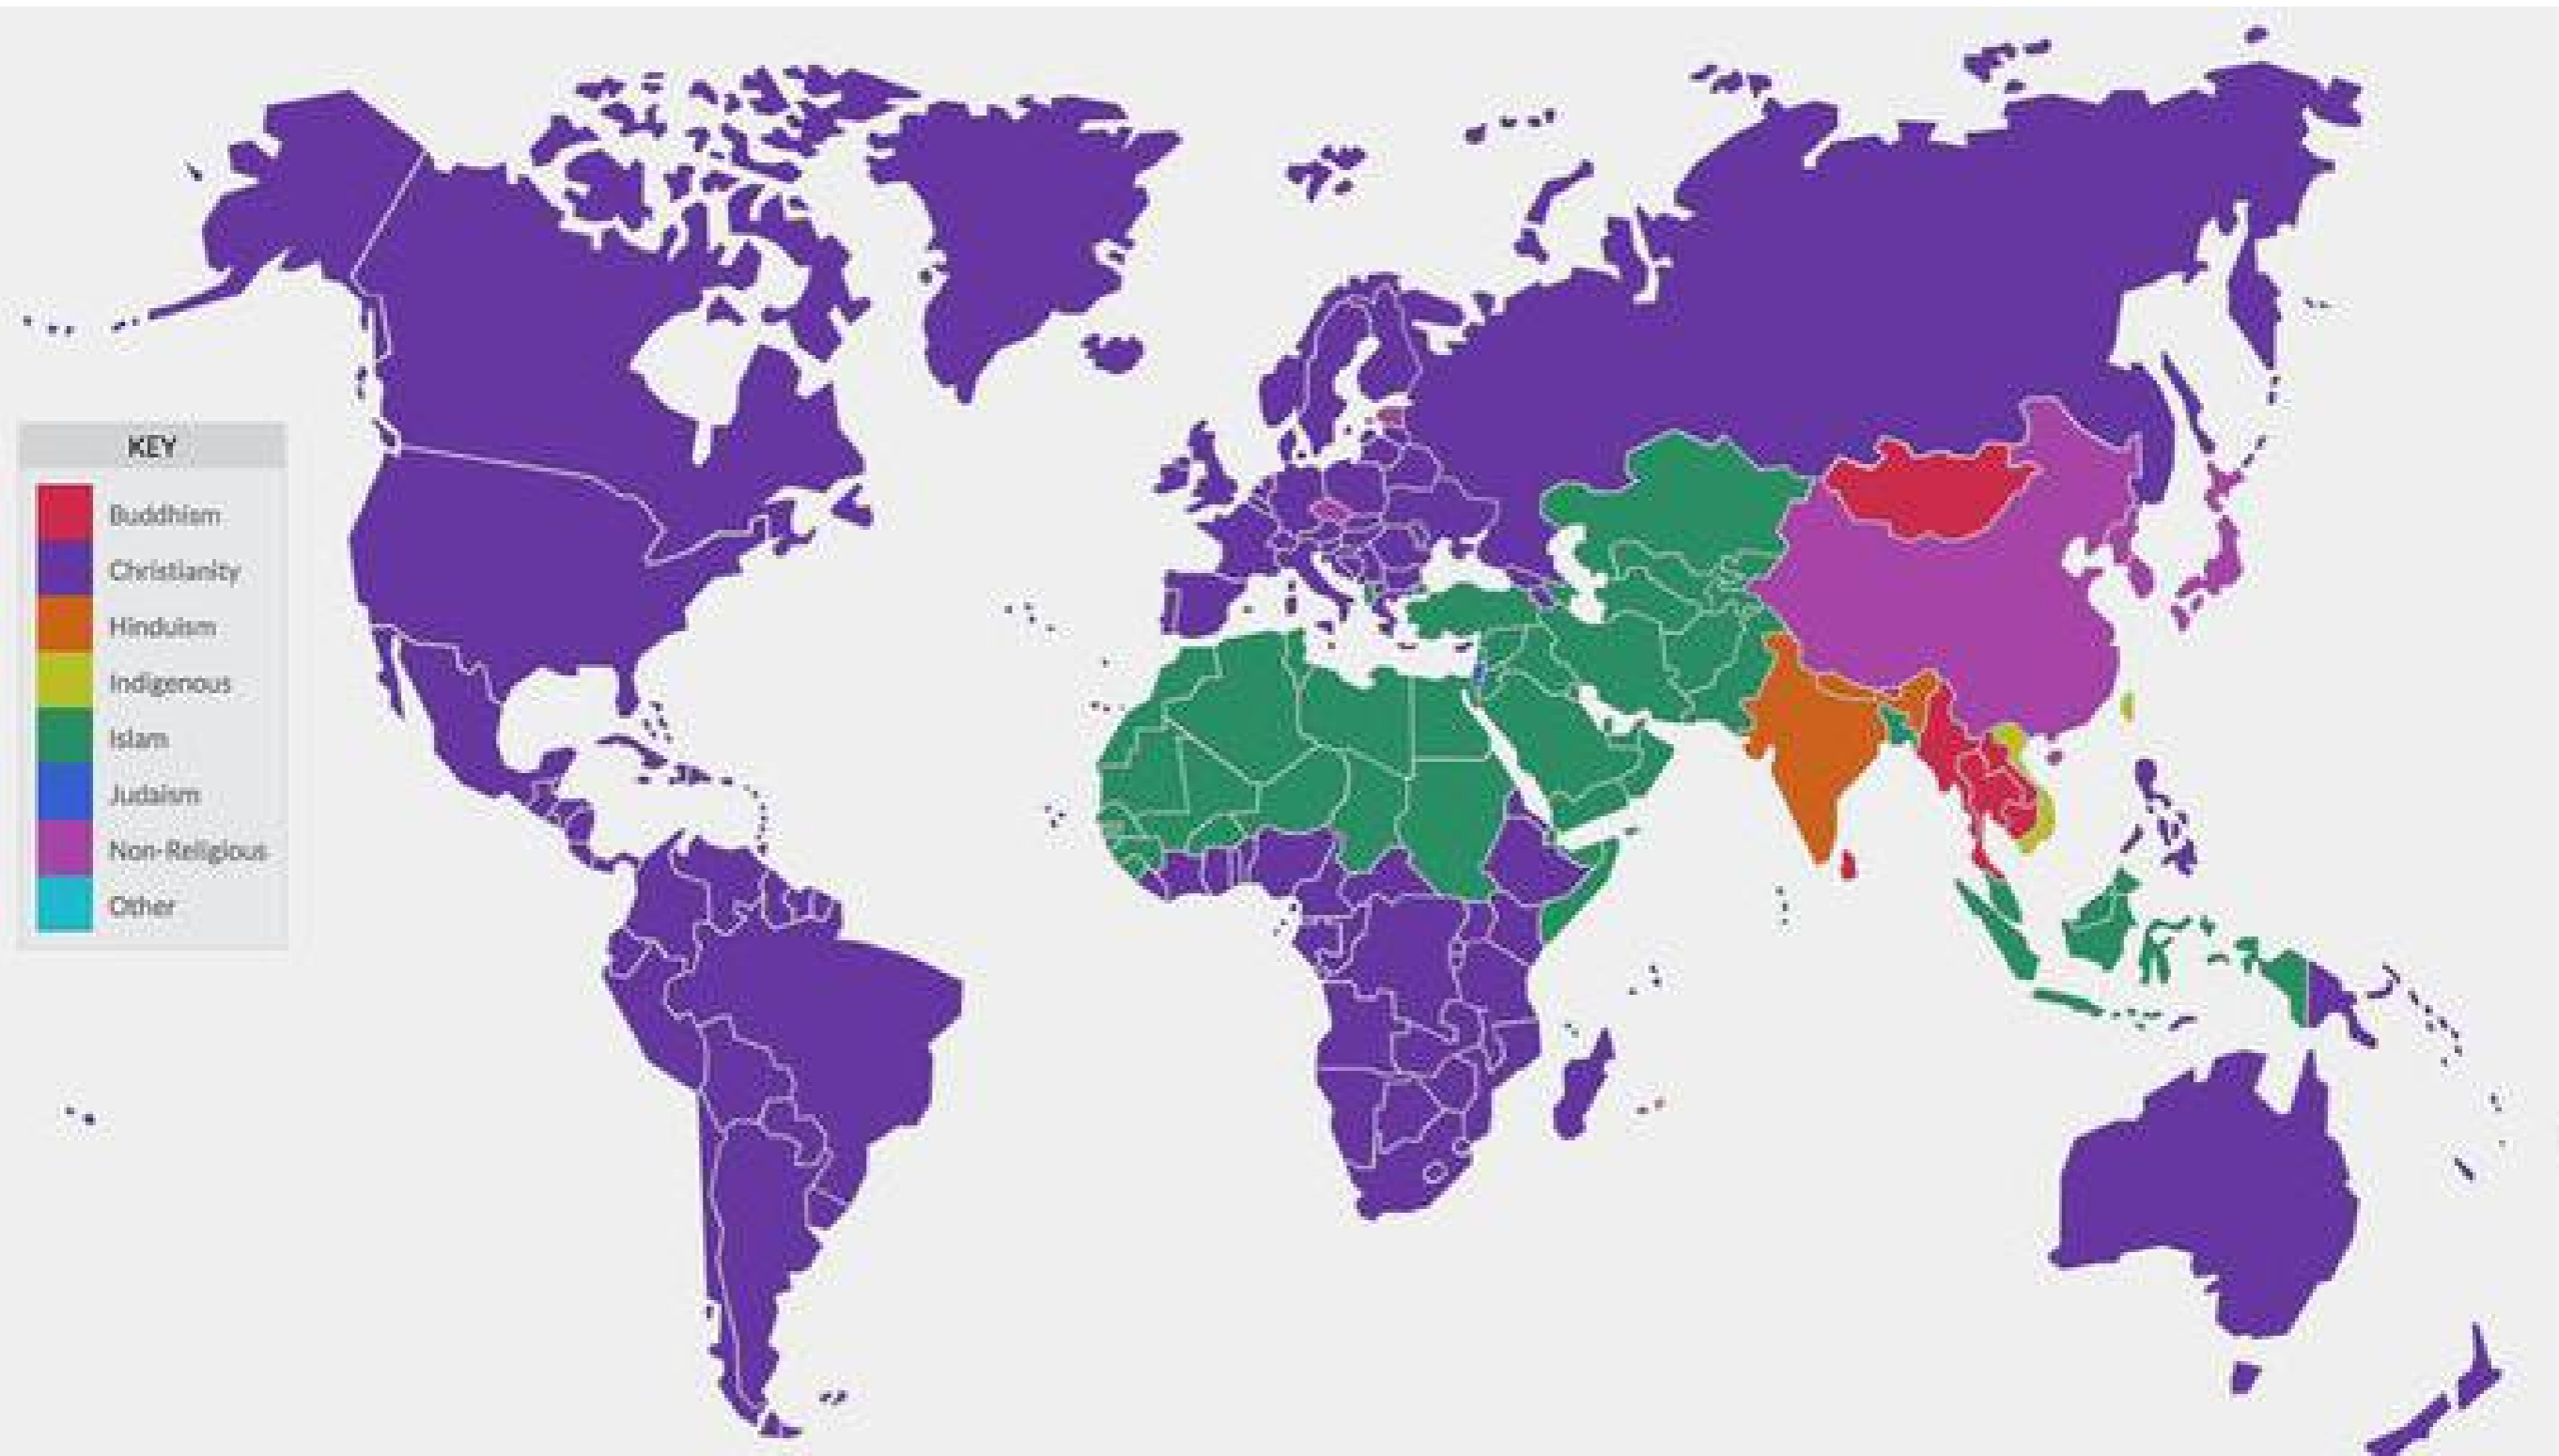 KEY
Buddhism
Christianity
Hinduism
Indigenous
Islam
Judaism
Non-Religious
Other